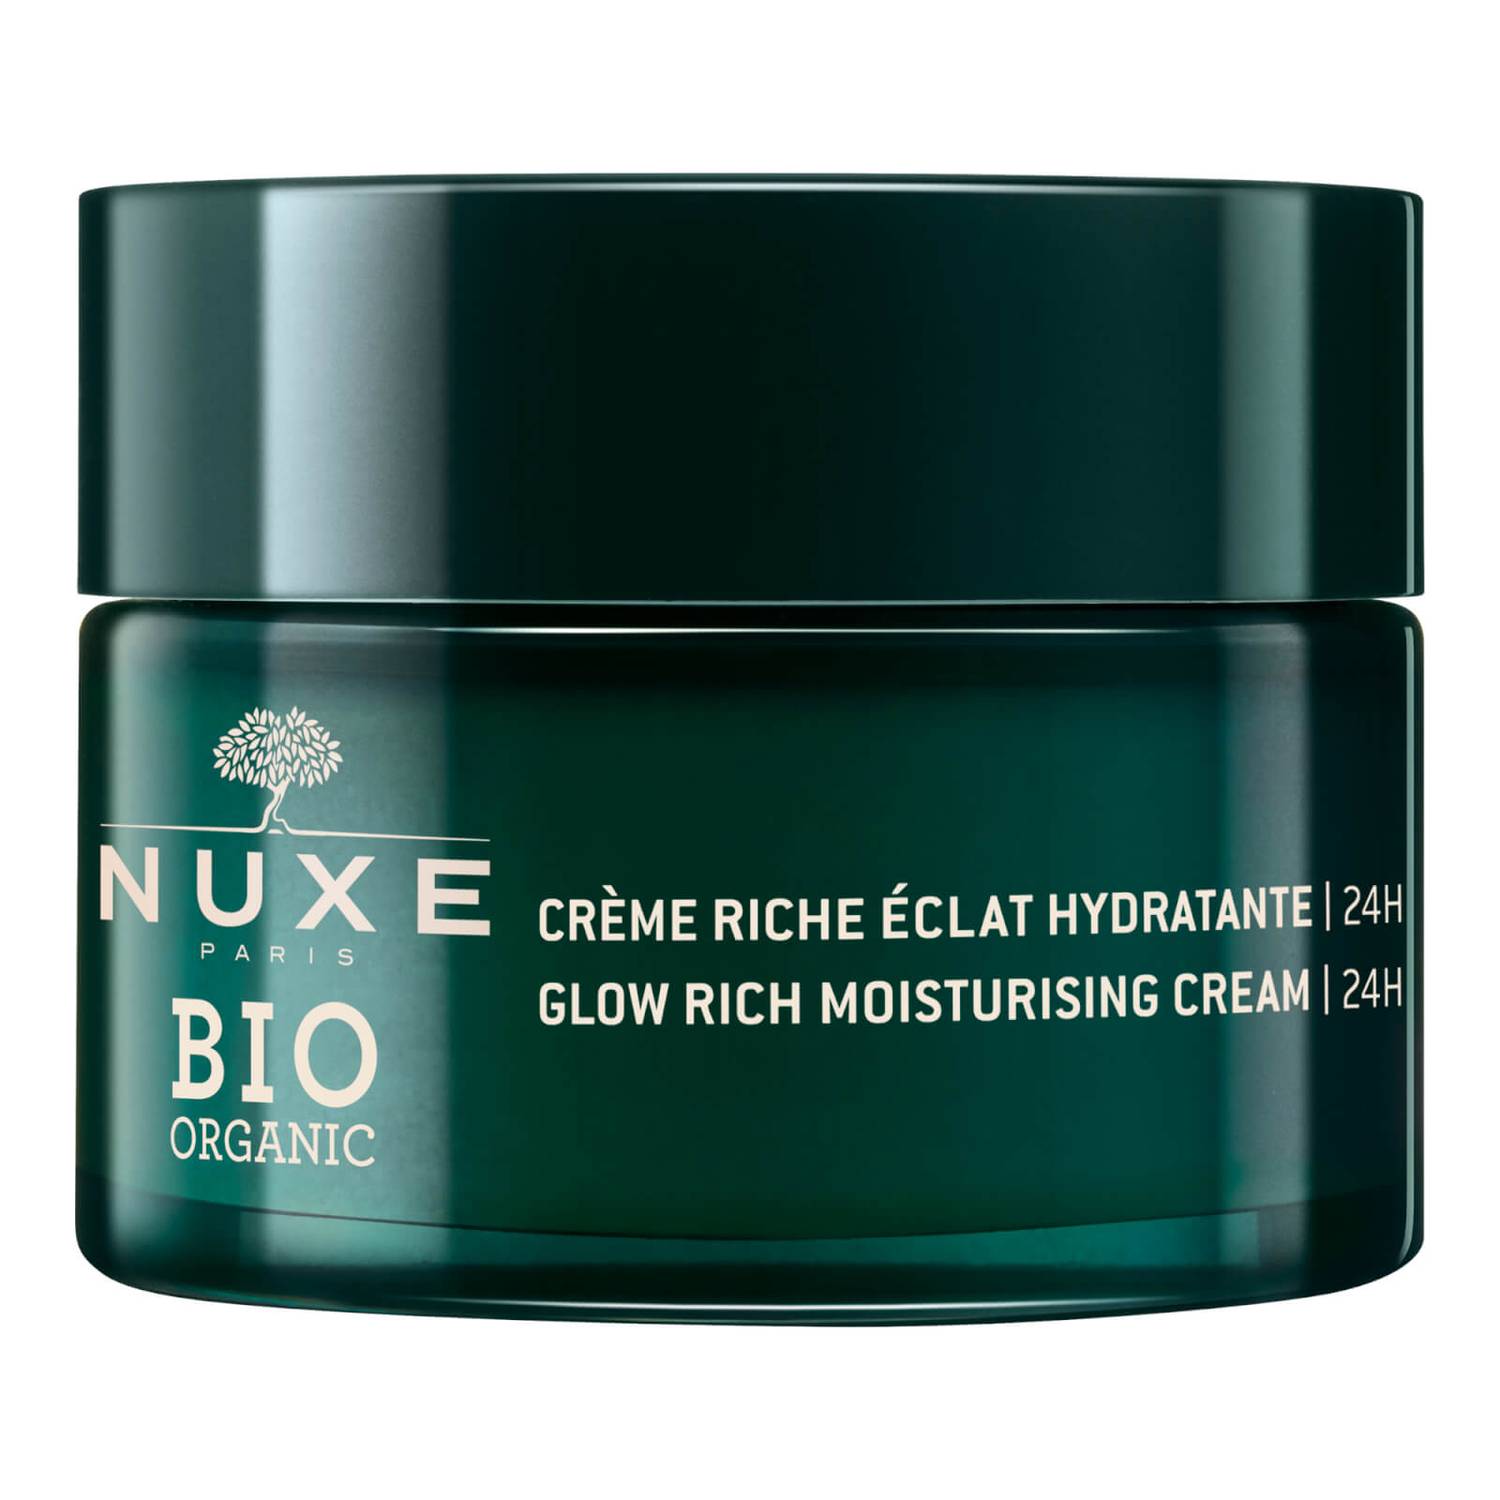 NUXE
PARIS
BIO
ORGANIC
CRÈME RICHE ÉCLAT HYDRATANTE | 24H
GLOW RICH MOISTURISING CREAM | 24H